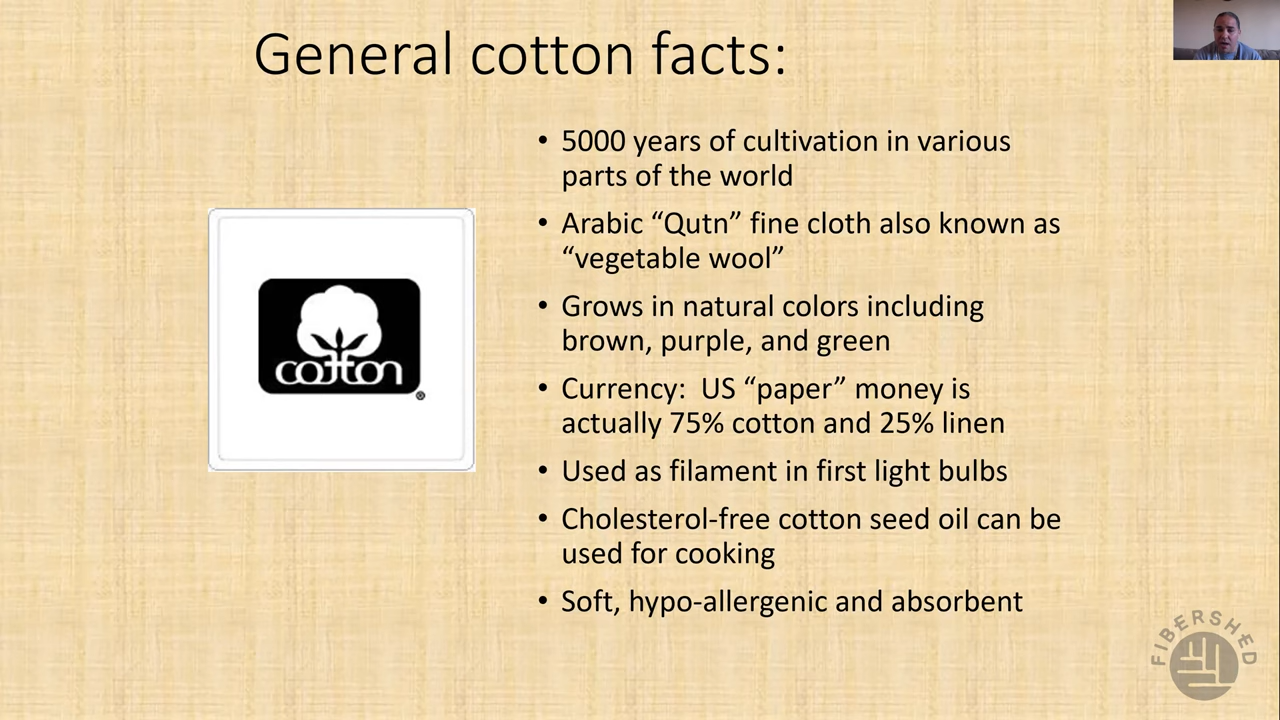 General cotton facts:
• 5000 years of cultivation in various
parts of the world
• Arabic “Qutn” fine cloth also known as
“vegetable wool”
• Grows in natural colors including
brown, purple, and green
• Currency:  US “paper” money is
actually 75% cotton and 25% linen
• Used as filament in first light bulbs
• Cholesterol-free cotton seed oil can be
used for cooking
• Soft, hypo-allergenic and absorbent
cotton
®
FIBERSHED